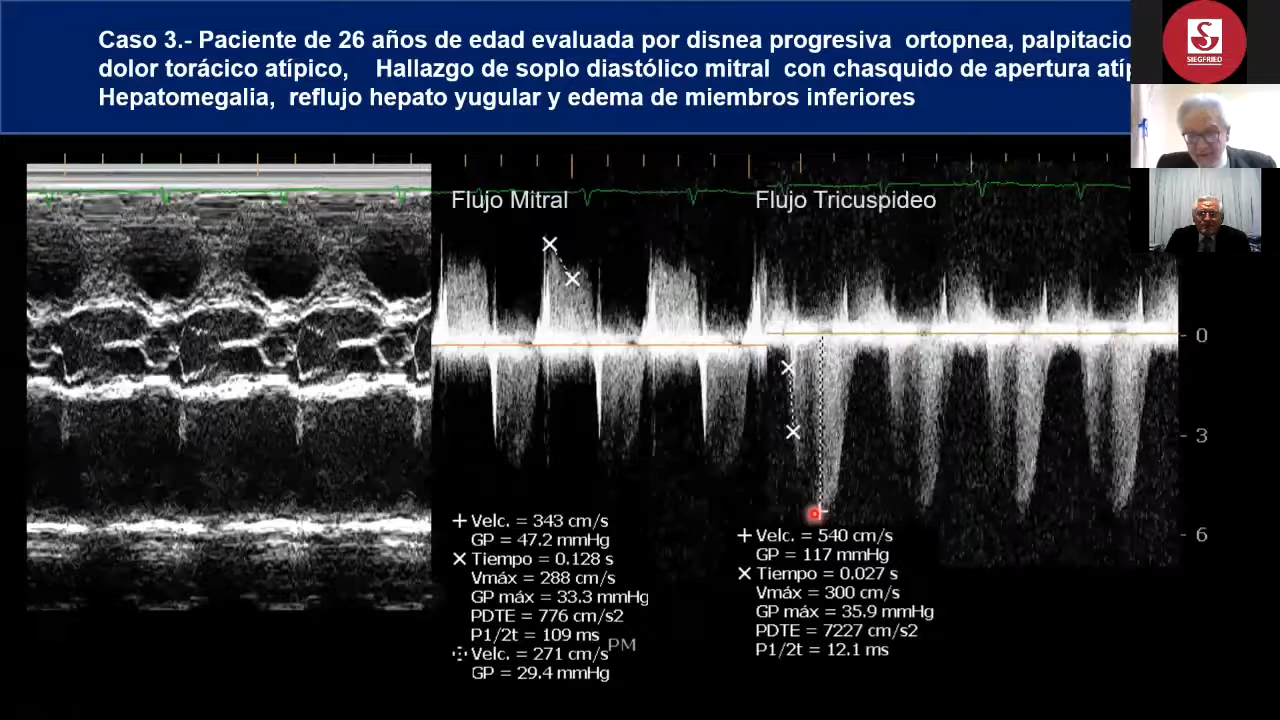 Caso 3.- Paciente de 26 años de edSd evaluada por disnea progresiva ortopnea, palpitacio
dolor torácico atípico, Hallazgo de soplo diastólico mitral con chasquido de apertura atíp
Hepatomegalia, reflujo hepato yugular y edema de miembros inferiores
S
SIEGFRIED
Flujo Mitral
Flujo Tricuspideo
0
3
6
Velc. = 343 cm/s
GP = 47.2 mmHg
Tiempo = 0.128 s
Vmáx = 288 cm/s
GP máx = 33.3 mmHg
PDTE = 776 cm/s2
P1/2t = 109 ms
PM
Velc. = 271 cm/s
GP = 29.4 mmHg
Velc. = 540 cm/s
GP = 117 mmHg
Tiempo = 0.027 s
Vmáx = 300 cm/s
GP máx = 35.9 mmHg
PDTE = 7227 cm/s2
P1/2t = 12.1 ms